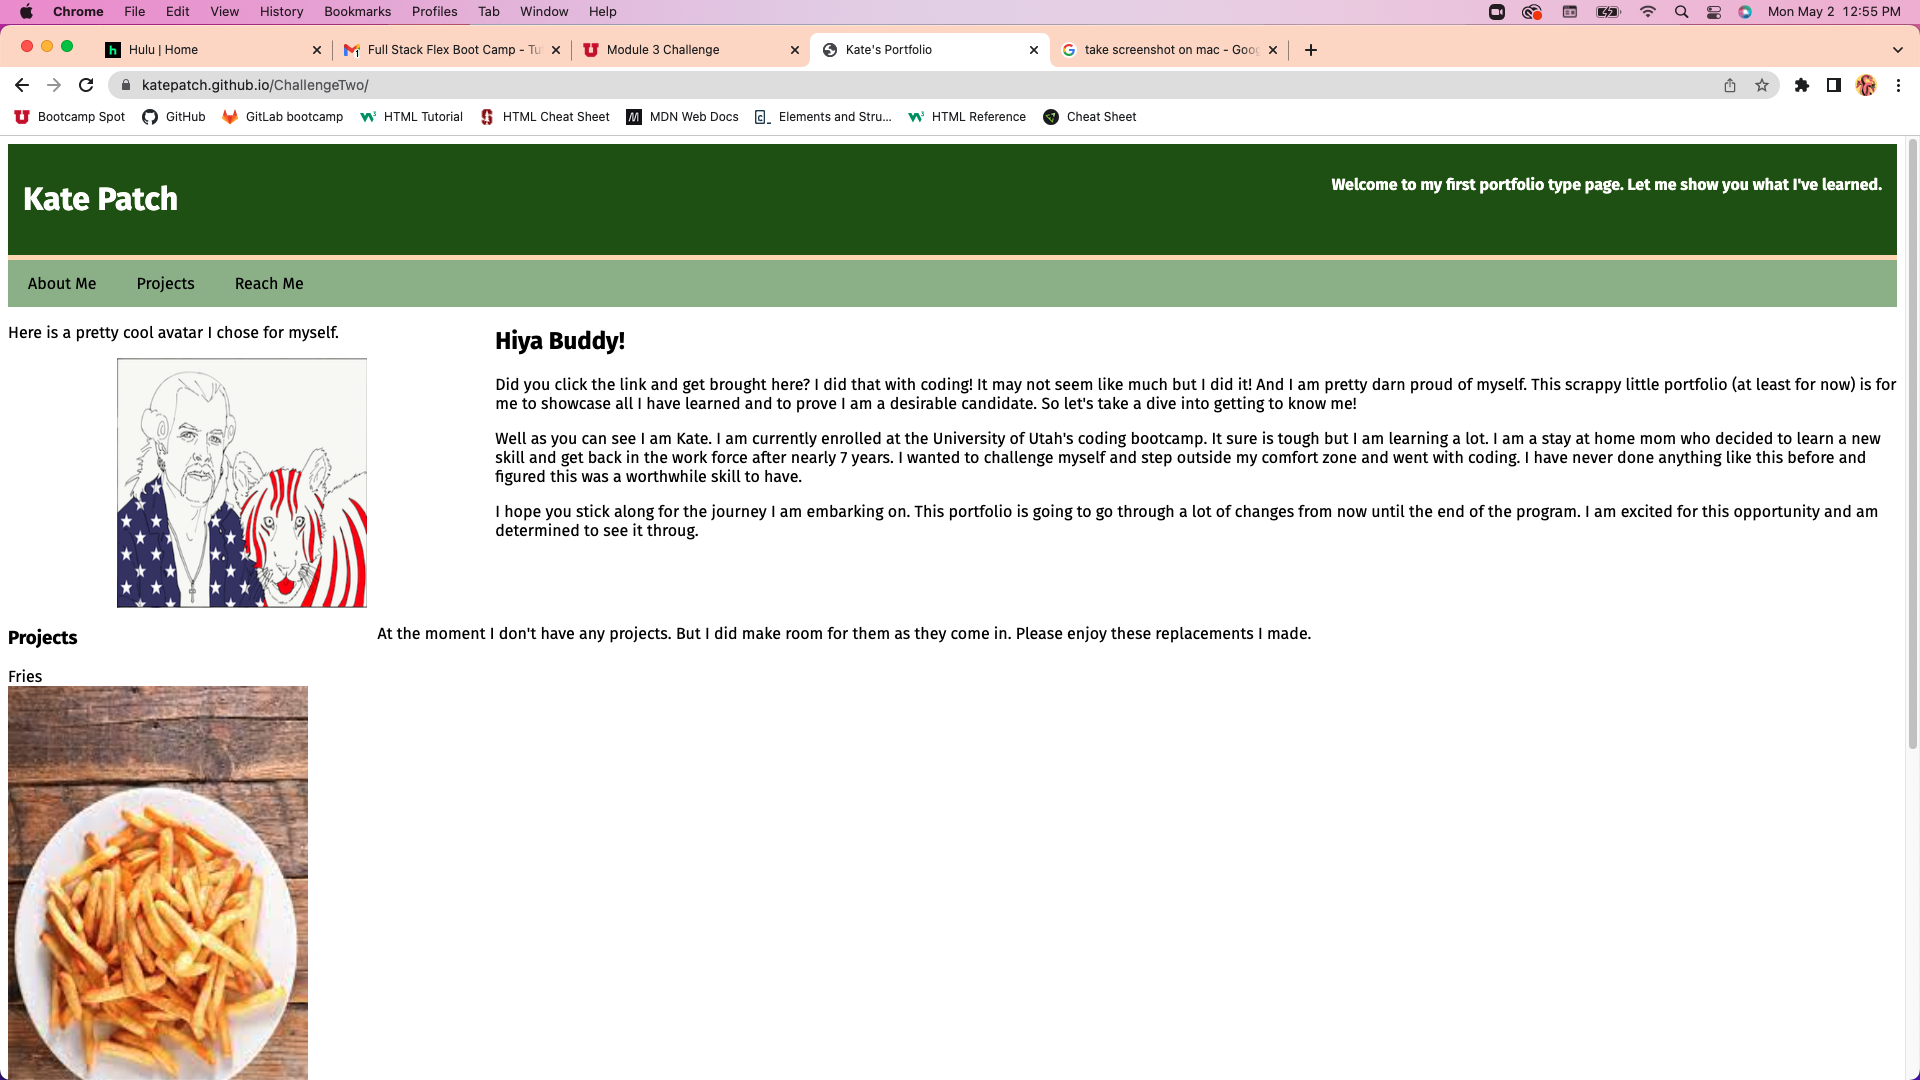 Chrome File Edit View History Bookmarks Profiles Tab Window Help Mon May 2 12:55 PM
Hulu | Home Full Stack Flex Boot Camp - Tu Module 3 Challenge Kate's Portfolio take screenshot on mac - Goo
katepatch.github.io/ChallengeTwo/
Bootcamp Spot GitHub GitLab bootcamp HTML Tutorial HTML Cheat Sheet MDN Web Docs Elements and Stru... HTML Reference Cheat Sheet
Kate Patch
Welcome to my first portfolio type page. Let me show you what I've learned.
About Me Projects Reach Me
Here is a pretty cool avatar I chose for myself.
Hiya Buddy!
Did you click the link and get brought here? I did that with coding! It may not seem like much but I did it! And I am pretty darn proud of myself. This scrappy little portfolio (at least for now) is for
me to showcase all I have learned and to prove I am a desirable candidate. So let's take a dive into getting to know me!
Well as you can see I am Kate. I am currently enrolled at the University of Utah's coding bootcamp. It sure is tough but I am learning a lot. I am a stay at home mom who decided to learn a new
skill and get back in the work force after nearly 7 years. I wanted to challenge myself and step outside my comfort zone and went with coding. I have never done anything like this before and
figured this was a worthwhile skill to have.
I hope you stick along for the journey I am embarking on. This portfolio is going to go through a lot of changes from now until the end of the program. I am excited for this opportunity and am
determined to see it throug.
Projects
At the moment I don't have any projects. But I did make room for them as they come in. Please enjoy these replacements I made.
Fries